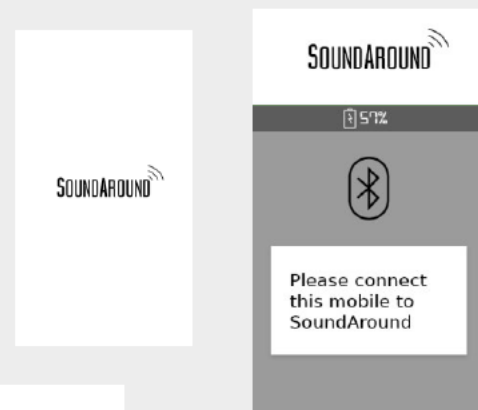 SOUNDAROUND
SOUNDAROUND
57%
Please connect
this mobile to
SoundAround